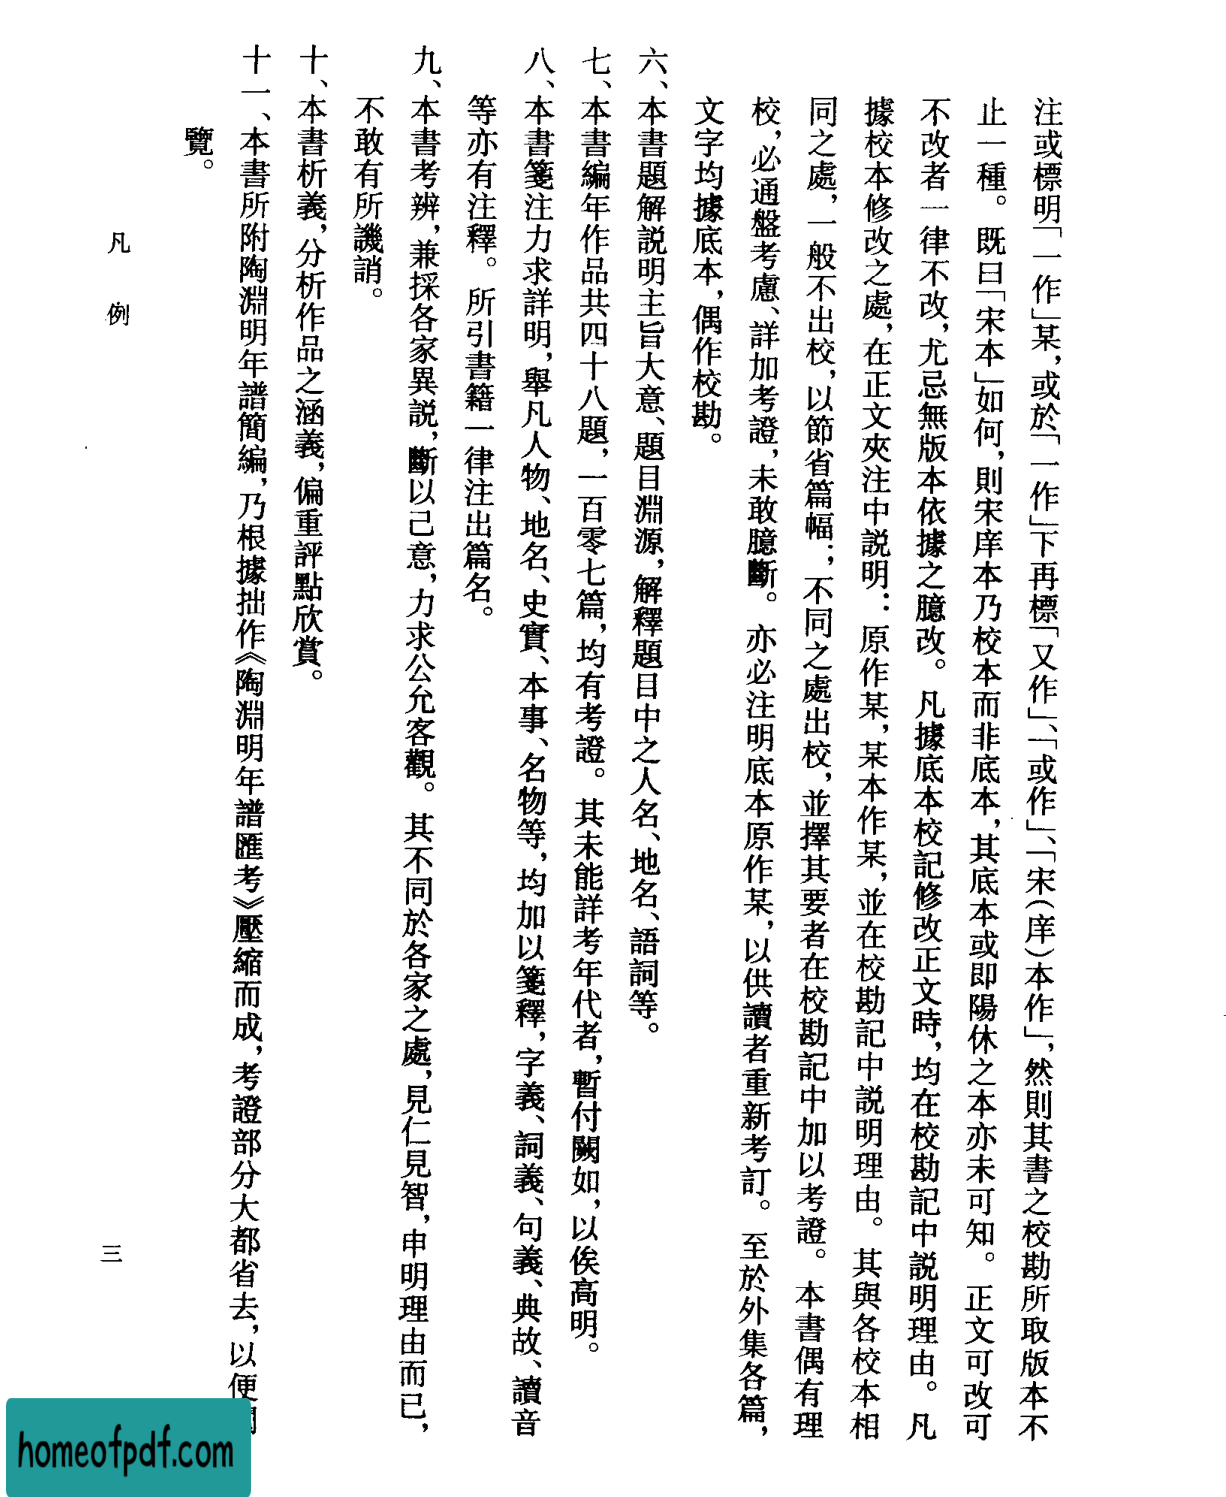 注或標明「一作」某，或於「一作」下再標「又作」、「或作」、「宋（庠）本作」，然則其書之校勘所取版本不
止一種。既曰「宋本」如何，則宋庠本乃校本而非底本，其底本或即陽休之本亦未可知。正文可改可
不改者一律不改，尤忌無版本依據之臆改。凡據底本校記修改正文時，均在校勘記中説明理由。凡
據校本修改之處，在正文夾注中説明：原作某，某本作某，並在校勘記中説明理由。其與各校本相
同之處，一般不出校，以節省篇幅；不同之處出校，並擇其要者在校勘記中加以考證。本書偶有理
校，必通盤考慮、詳加考證，未敢臆斷。亦必注明底本原作某，以供讀者重新考訂。至於外集各篇，
文字均據底本，偶作校勘。
六、本書題解説明主旨大意、題目淵源，解釋題目中之人名、地名、語詞等。
七、本書編年作品共四十八題，一百零七篇，均有考證。其未能詳考年代者，暫付闕如，以俟高明。
八、本書箋注力求詳明，舉凡人物、地名、史實、本事、名物等，均加以箋釋，字義、詞義、句義、典故、讀音
等亦有注釋。所引書籍一律注出篇名。
九、本書考辨，兼採各家異説，斷以己意，力求公允客觀。其不同於各家之處，見仁見智，申明理由而已，
不敢有所譏誚。
十、本書析義，分析作品之涵義，偏重評點欣賞。
十一、本書所附陶淵明年譜簡編，乃根據拙作《陶淵明年譜匯考》壓縮而成，考證部分大都省去，以便
覽。
凡例
三
homeofpdf.com